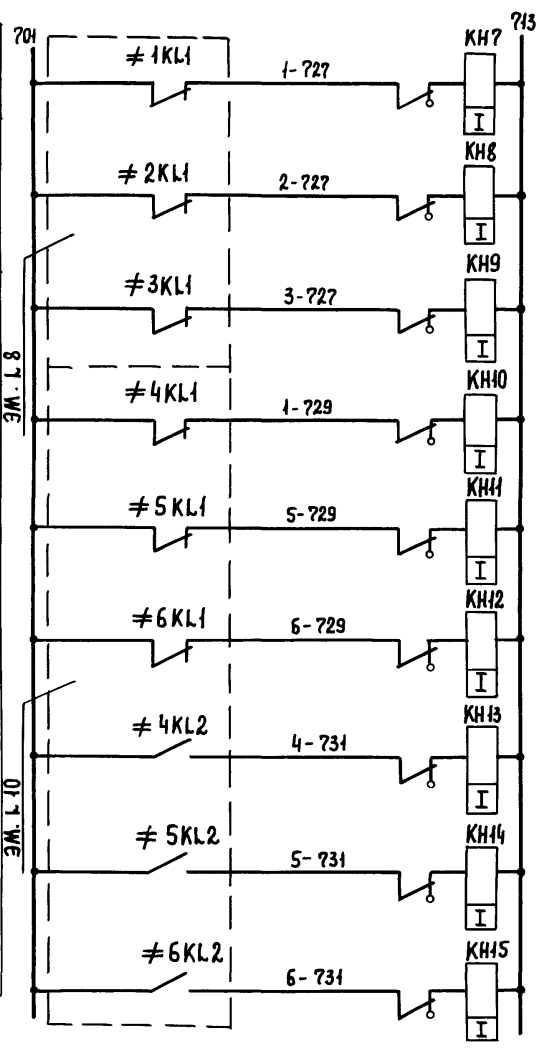 701 713
≠1KL1 1-727 KH7
I
≠2KL1 2-727 KH8
I
≠3KL1 3-727 KH9
I
≠4KL1 1-729 KH10
I
≠5KL1 5-729 KH11
I
≠6KL1 6-729 KH12
I
≠4KL2 4-731 KH13
I
≠5KL2 5-731 KH14
I
≠6KL2 6-731 KH15
I
ЭМ.1 8
ЭМ.1 10